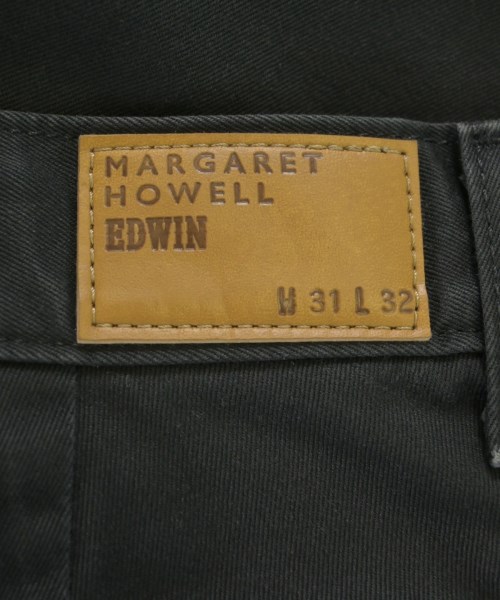 MARGARET
HOWELL
EDWIN
W 31 L 32